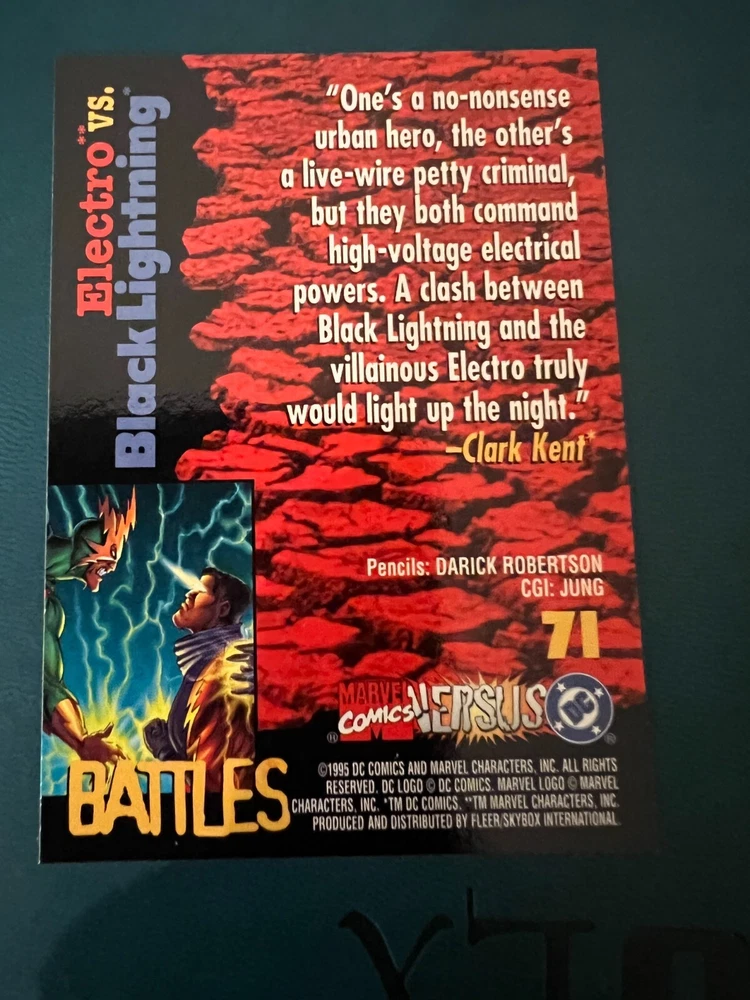 Electro** vs.
Black Lightning*
“One’s a no-nonsense
urban hero, the other’s
a live-wire petty criminal,
but they both command
high-voltage electrical
powers. A clash between
Black Lightning and the
villainous Electro truly
would light up the night.”
–Clark Kent*
Pencils: DARICK ROBERTSON
CGI: JUNG
71
MARVEL
COMICS
VERSUS
DC
BATTLES
©1995 DC COMICS AND MARVEL CHARACTERS, INC. ALL RIGHTS
RESERVED. DC LOGO © DC COMICS. MARVEL LOGO © MARVEL
CHARACTERS, INC. *TM DC COMICS. **TM MARVEL CHARACTERS, INC.
PRODUCED AND DISTRIBUTED BY FLEER/SKYBOX INTERNATIONAL.